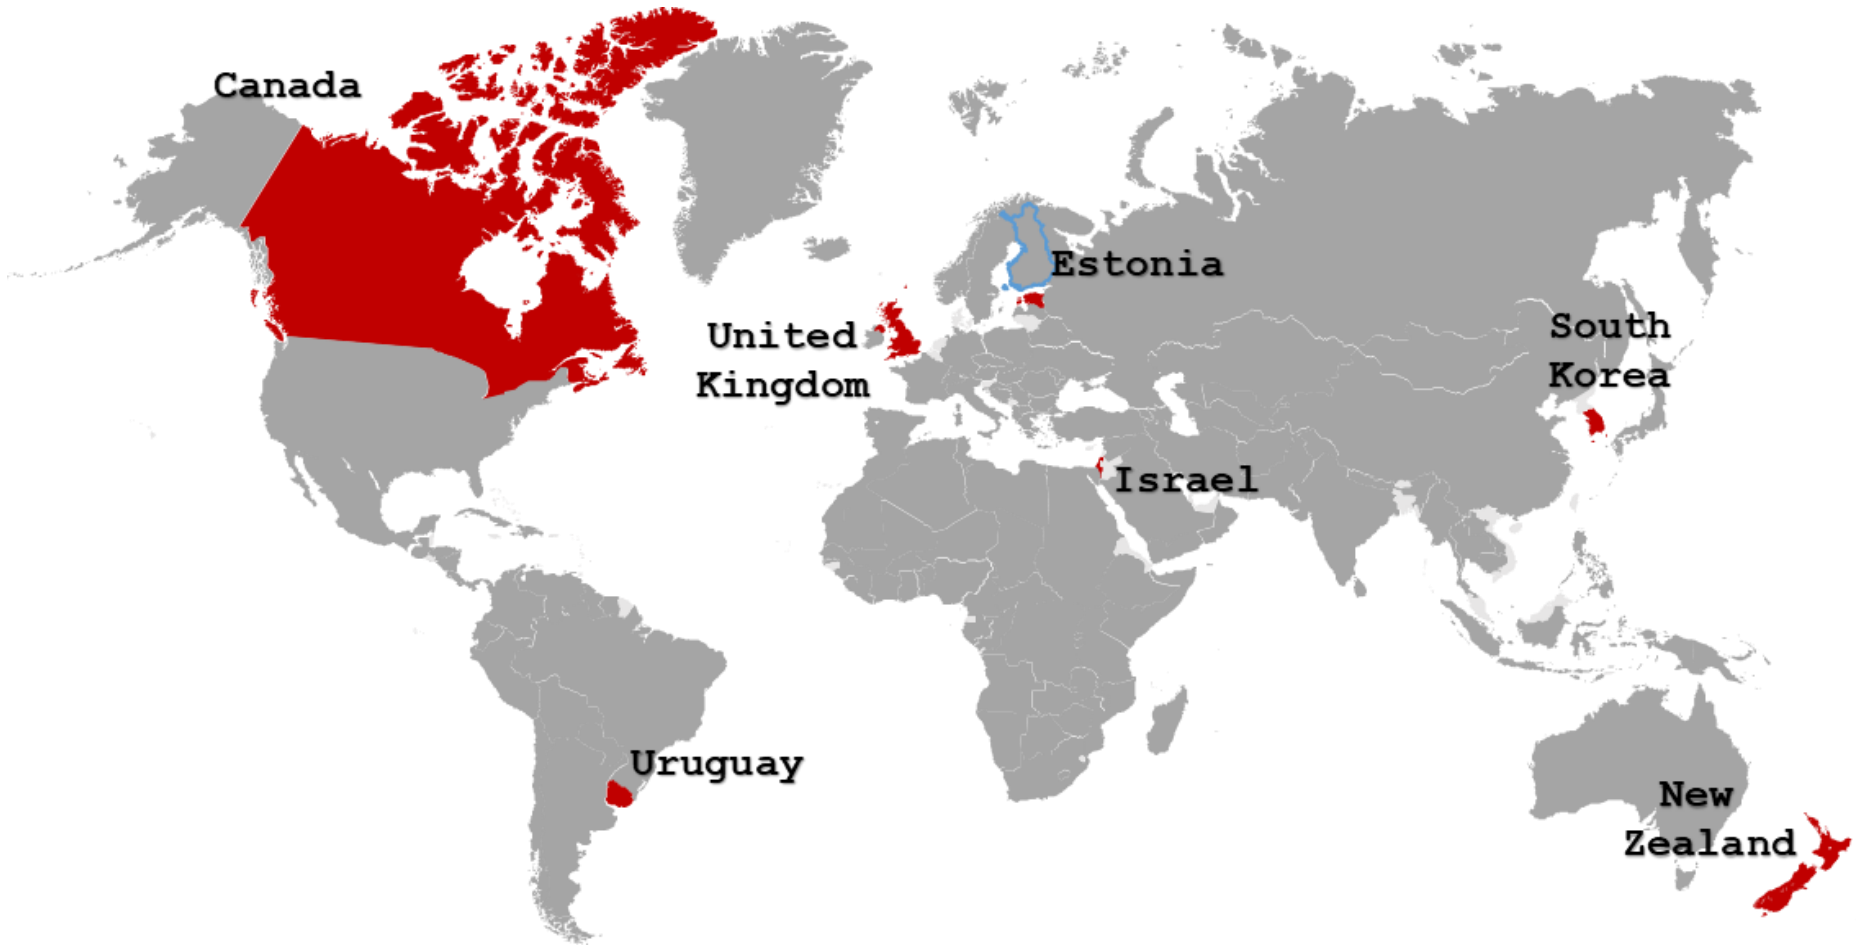 Canada
Estonia
United
Kingdom
South
Korea
Israel
Uruguay
New
Zealand